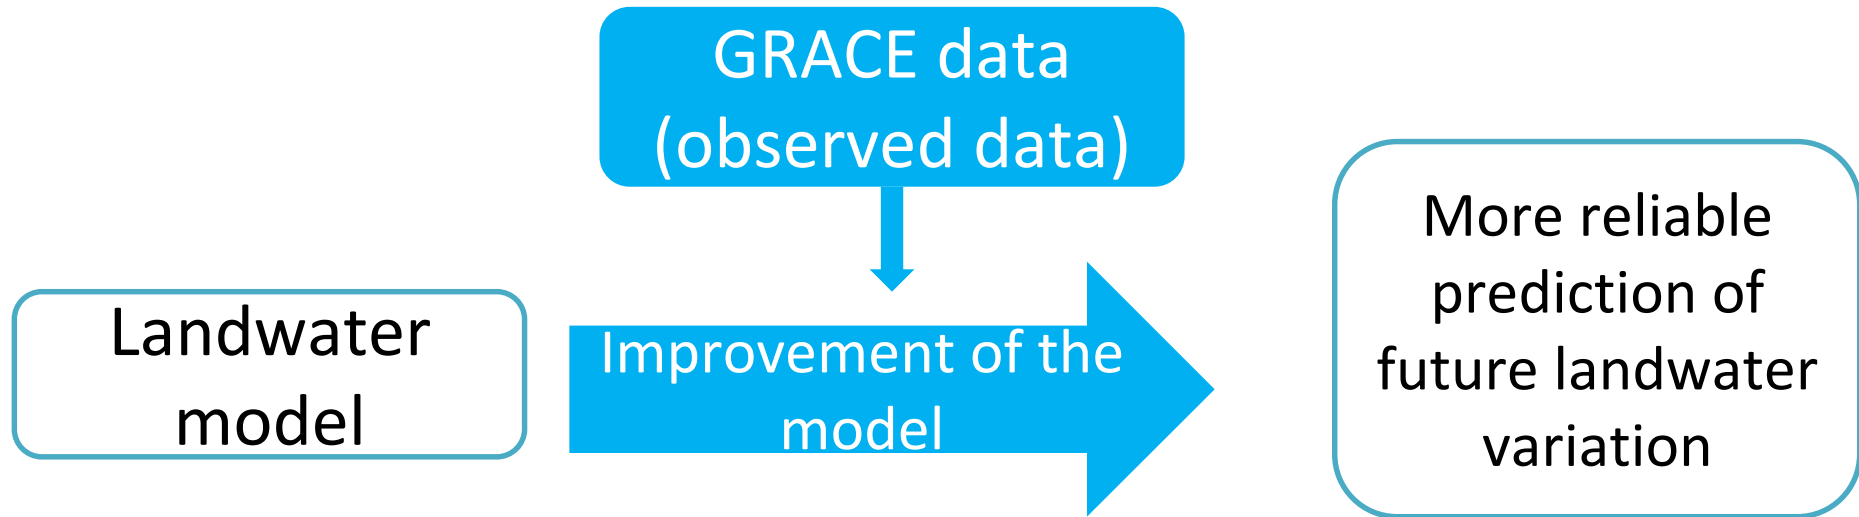 GRACE data
(observed data)
Landwater
model
Improvement of the
model
More reliable
prediction of
future landwater
variation